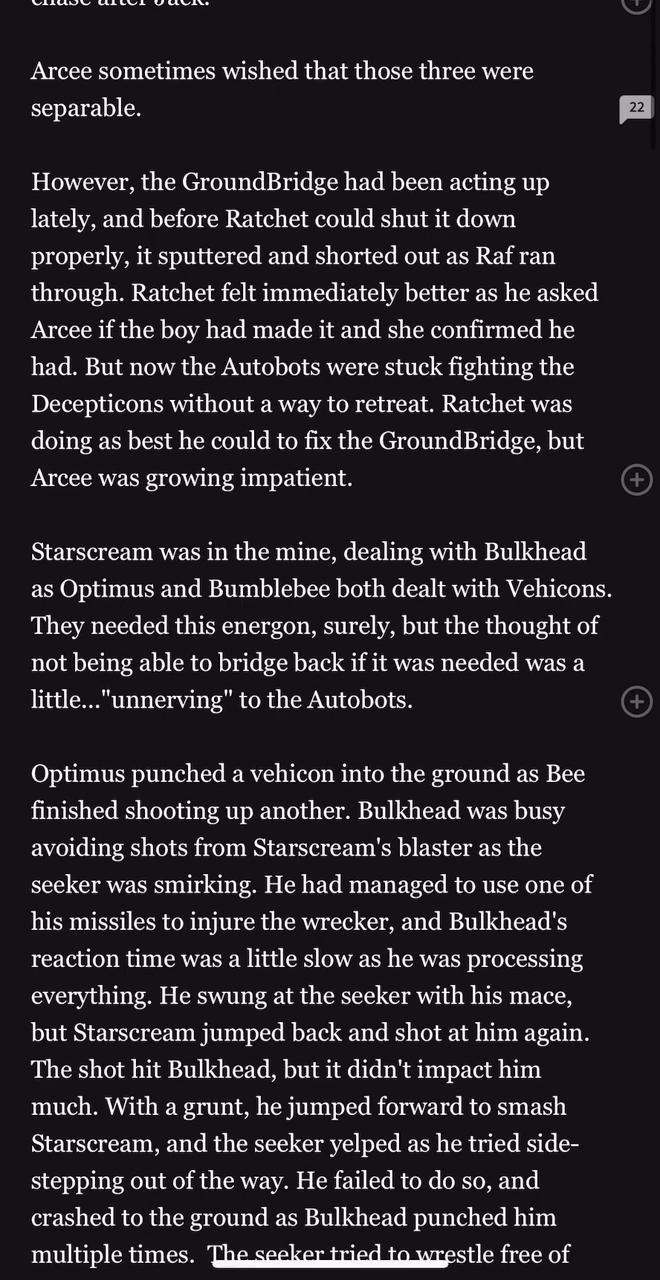 chase after Jack.
Arcee sometimes wished that those three were
separable.
22
However, the GroundBridge had been acting up
lately, and before Ratchet could shut it down
properly, it sputtered and shorted out as Raf ran
through. Ratchet felt immediately better as he asked
Arcee if the boy had made it and she confirmed he
had. But now the Autobots were stuck fighting the
Decepticons without a way to retreat. Ratchet was
doing as best he could to fix the GroundBridge, but
Arcee was growing impatient.
Starscream was in the mine, dealing with Bulkhead
as Optimus and Bumblebee both dealt with Vehicons.
They needed this energon, surely, but the thought of
not being able to bridge back if it was needed was a
little..."unnerving" to the Autobots.
Optimus punched a vehicon into the ground as Bee
finished shooting up another. Bulkhead was busy
avoiding shots from Starscream's blaster as the
seeker was smirking. He had managed to use one of
his missiles to injure the wrecker, and Bulkhead's
reaction time was a little slow as he was processing
everything. He swung at the seeker with his mace,
but Starscream jumped back and shot at him again.
The shot hit Bulkhead, but it didn't impact him
much. With a grunt, he jumped forward to smash
Starscream, and the seeker yelped as he tried side-
stepping out of the way. He failed to do so, and
crashed to the ground as Bulkhead punched him
multiple times. The seeker tried to wrestle free of